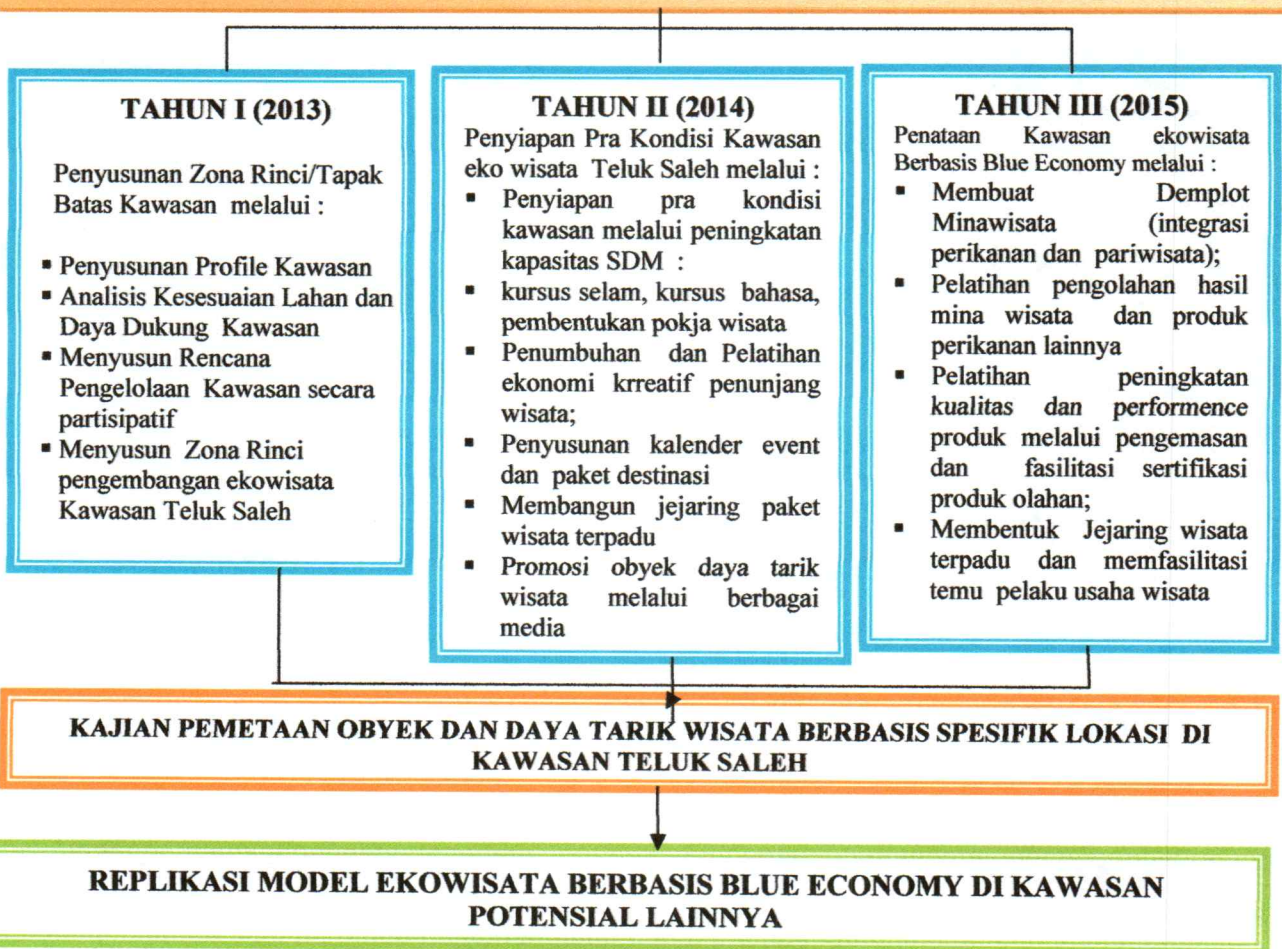 TAHUN I (2013)
Penyusunan Zona Rinci/Tapak
Batas Kawasan melalui :
▪ Penyusunan Profile Kawasan
▪ Analisis Kesesuaian Lahan dan
Daya Dukung Kawasan
▪ Menyusun Rencana
Pengelolaan Kawasan secara
partisipatif
▪ Menyusun Zona Rinci
pengembangan ekowisata
Kawasan Teluk Saleh
TAHUN II (2014)
Penyiapan Pra Kondisi Kawasan
eko wisata Teluk Saleh melalui :
▪ Penyiapan pra kondisi
kawasan melalui peningkatan
kapasitas SDM :
▪ kursus selam, kursus bahasa,
pembentukan pokja wisata
▪ Penumbuhan dan Pelatihan
ekonomi krreatif penunjang
wisata;
▪ Penyusunan kalender event
dan paket destinasi
▪ Membangun jejaring paket
wisata terpadu
▪ Promosi obyek daya tarik
wisata melalui berbagai
media
TAHUN III (2015)
Penataan Kawasan ekowisata
Berbasis Blue Economy melalui :
▪ Membuat Demplot
Minawisata (integrasi
perikanan dan pariwisata);
▪ Pelatihan pengolahan hasil
mina wisata dan produk
perikanan lainnya
▪ Pelatihan peningkatan
kualitas dan performence
produk melalui pengemasan
dan fasilitasi sertifikasi
produk olahan;
▪ Membentuk Jejaring wisata
terpadu dan memfasilitasi
temu pelaku usaha wisata
KAJIAN PEMETAAN OBYEK DAN DAYA TARIK WISATA BERBASIS SPESIFIK LOKASI DI
KAWASAN TELUK SALEH
REPLIKASI MODEL EKOWISATA BERBASIS BLUE ECONOMY DI KAWASAN
POTENSIAL LAINNYA